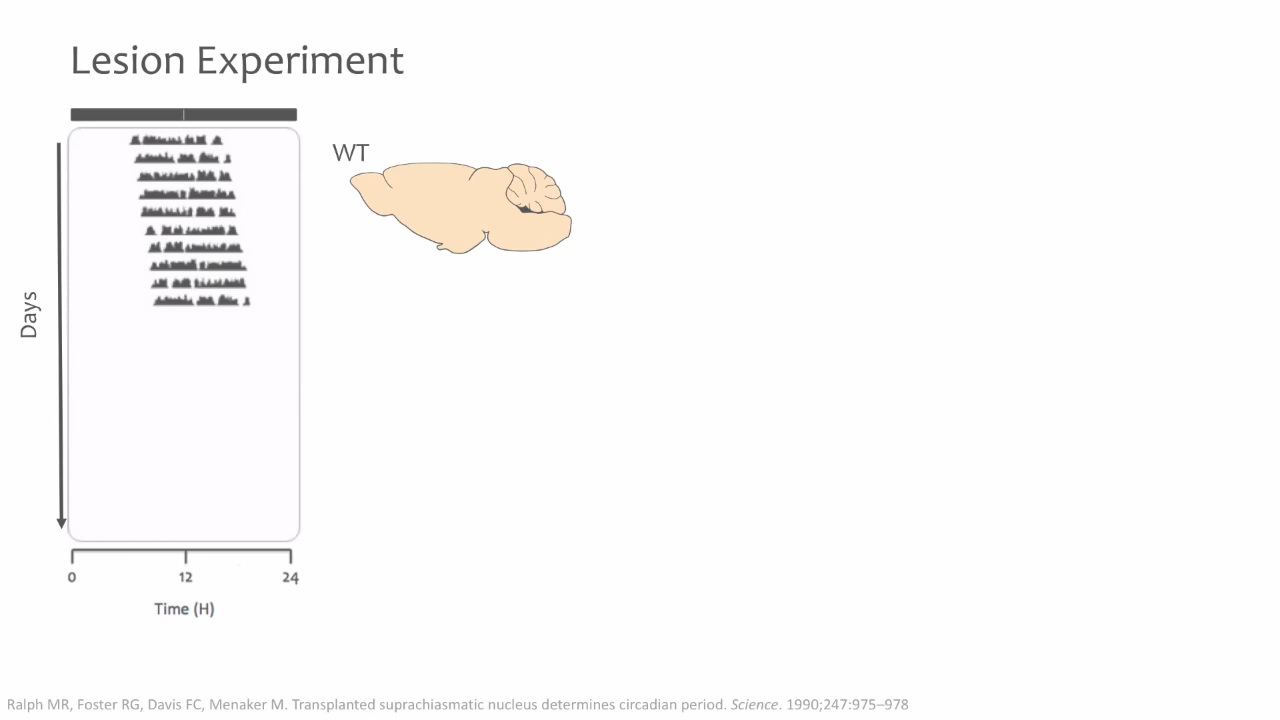 Lesion Experiment
WT
Days
0 12 24
Time (H)
Ralph MR, Foster RG, Davis FC, Menaker M. Transplanted suprachiasmatic nucleus determines circadian period. Science. 1990;247:975–978